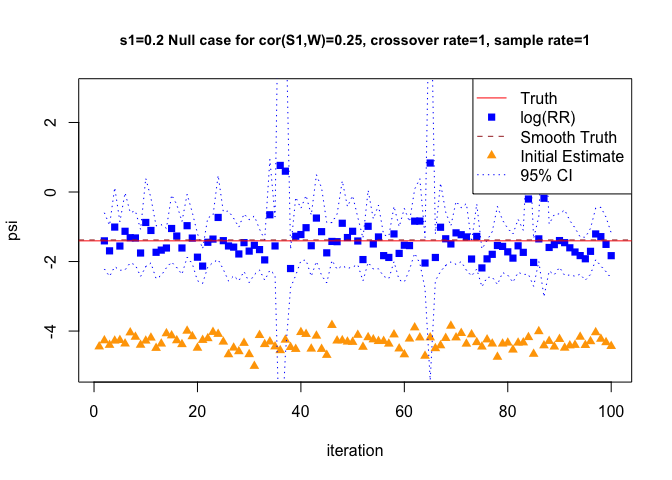 s1=0.2 Null case for cor(S1,W)=0.25, crossover rate=1, sample rate=1
Truth
log(RR)
Smooth Truth
Initial Estimate
95% CI
2
0
-2
-4
psi
0
20
40
60
80
100
iteration